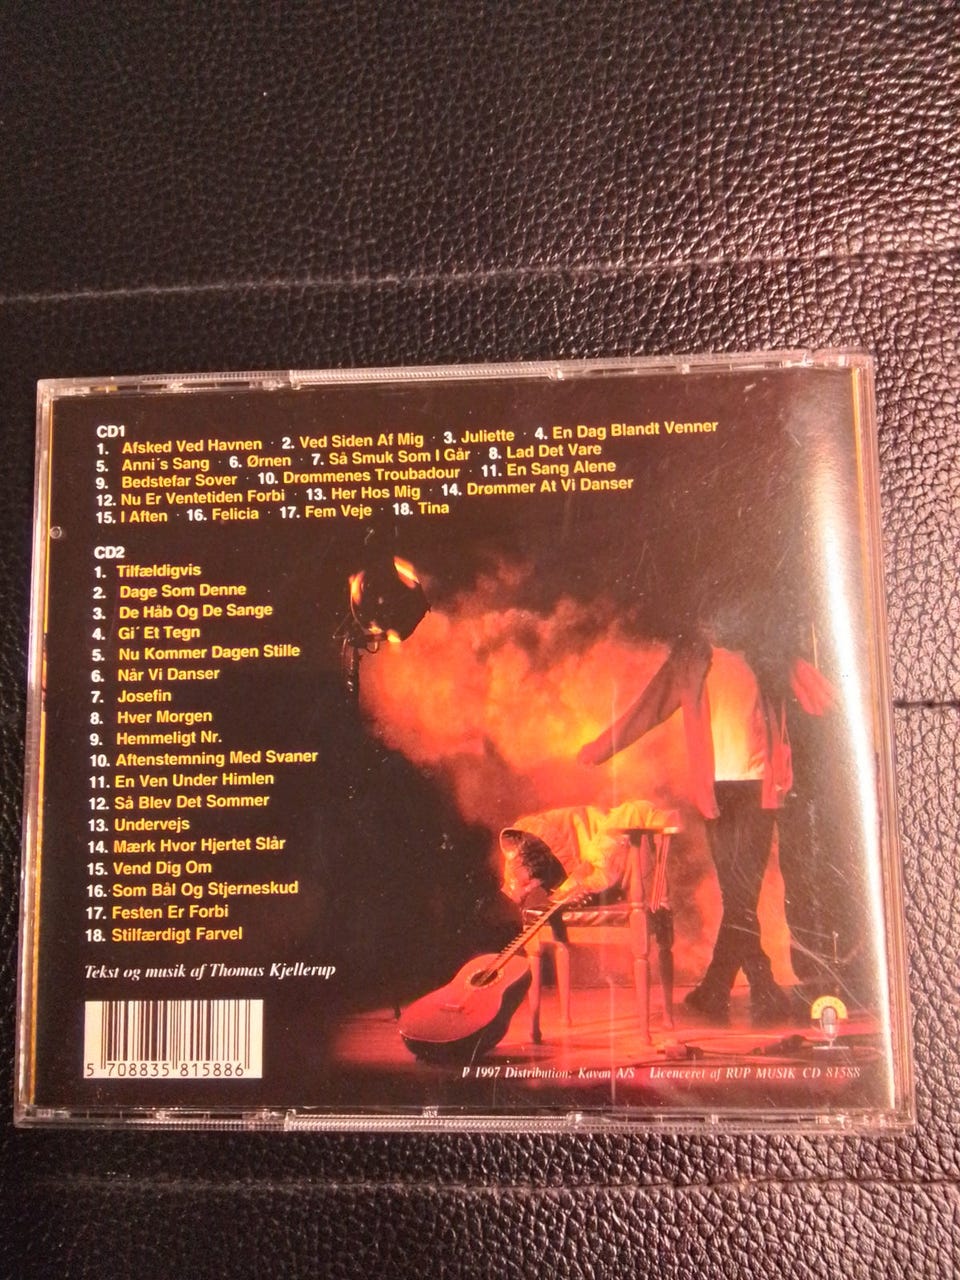 CD1
1. Afsked Ved Havnen · 2. Ved Siden Af Mig · 3. Juliette · 4. En Dag Blandt Venner
5. Anni´s Sang · 6. Ørnen · 7. Så Smuk Som I Går · 8. Lad Det Vare
9. Bedstefar Sover · 10. Drømmenes Troubadour · 11. En Sang Alene
12. Nu Er Ventetiden Forbi · 13. Her Hos Mig · 14. Drømmer At Vi Danser
15. I Aften · 16. Felicia · 17. Fem Veje · 18. Tina
CD2
1. Tilfældigvis
2. Dage Som Denne
3. De Håb Og De Sange
4. Gi´ Et Tegn
5. Nu Kommer Dagen Stille
6. Når Vi Danser
7. Josefin
8. Hver Morgen
9. Hemmeligt Nr.
10. Aftenstemning Med Svaner
11. En Ven Under Himlen
12. Så Blev Det Sommer
13. Undervejs
14. Mærk Hvor Hjertet Slår
15. Vend Dig Om
16. Som Bål Og Stjerneskud
17. Festen Er Forbi
18. Stilfærdigt Farvel
Tekst og musik af Thomas Kjellerup
5 708835 815886
P 1997 Distribution: Kavan A/S Licenceret af RUP MUSIK CD 81588